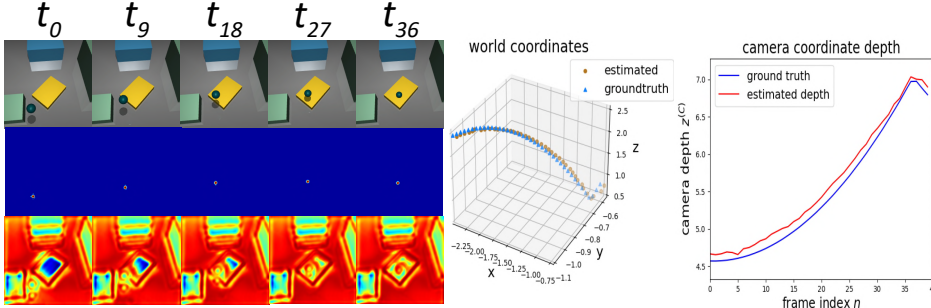 t0 t9 t18 t27 t36
world coordinates
estimated
groundtruth
2.5
2.0
1.5
1.0
0.5
z
−2.25
−2.00
−1.75
−1.50
−1.25
−1.00
−0.75
x
−1.1
−1.0
−0.9
−0.8
−0.7
−0.6
y
camera coordinate depth
ground truth
estimated depth
7.0
6.5
6.0
5.5
5.0
4.5
camera depth z(C)
0 5 10 15 20 25 30 35 40
frame index n